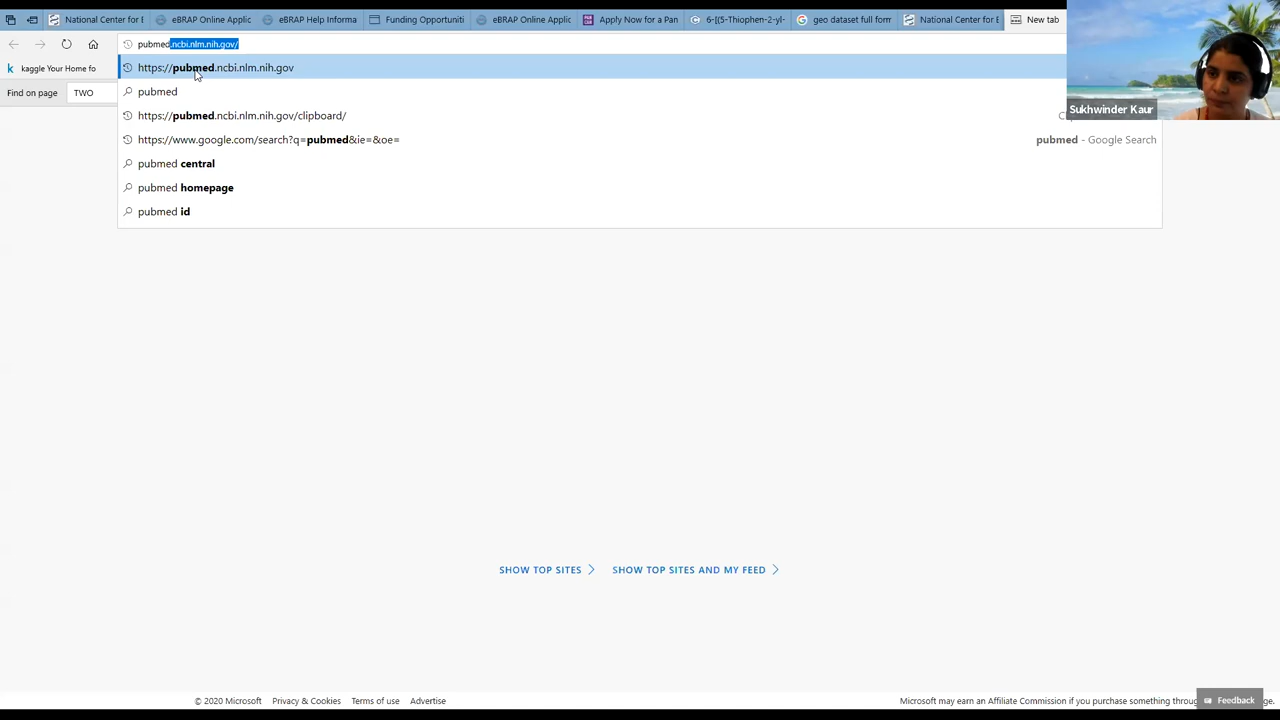 National Center for E
eBRAP Online Applic
eBRAP Help Informa
Funding Opportuniti
eBRAP Online Applic
Apply Now for a Pan
6-[(5-Thiophen-2-yl-
geo dataset full form
National Center for E
New tab
pubmed.ncbi.nlm.nih.gov/
kaggle Your Home fo
https://pubmed.ncbi.nlm.nih.gov
Find on page
TWO
pubmed
Sukhwinder Kaur
https://pubmed.ncbi.nlm.nih.gov/clipboard/
https://www.google.com/search?q=pubmed&ie=&oe=
pubmed - Google Search
pubmed central
pubmed homepage
pubmed id
SHOW TOP SITES
SHOW TOP SITES AND MY FEED
© 2020 Microsoft
Privacy & Cookies
Terms of use
Advertise
Microsoft may earn an Affiliate Commission if you purchase something throu
ge.
Feedback